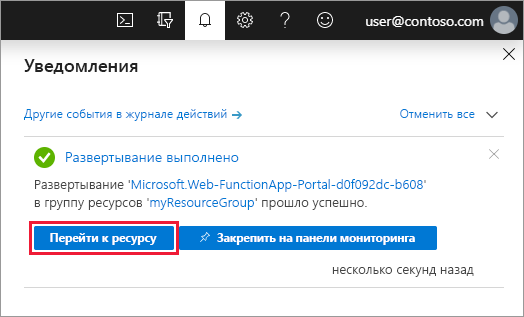 user@contoso.com
Уведомления
Другие события в журнале действий →
Отменить все
Развертывание выполнено
Развертывание 'Microsoft.Web-FunctionApp-Portal-d0f092dc-b608'
в группу ресурсов 'myResourceGroup' прошло успешно.
Перейти к ресурсу
Закрепить на панели мониторинга
несколько секунд назад